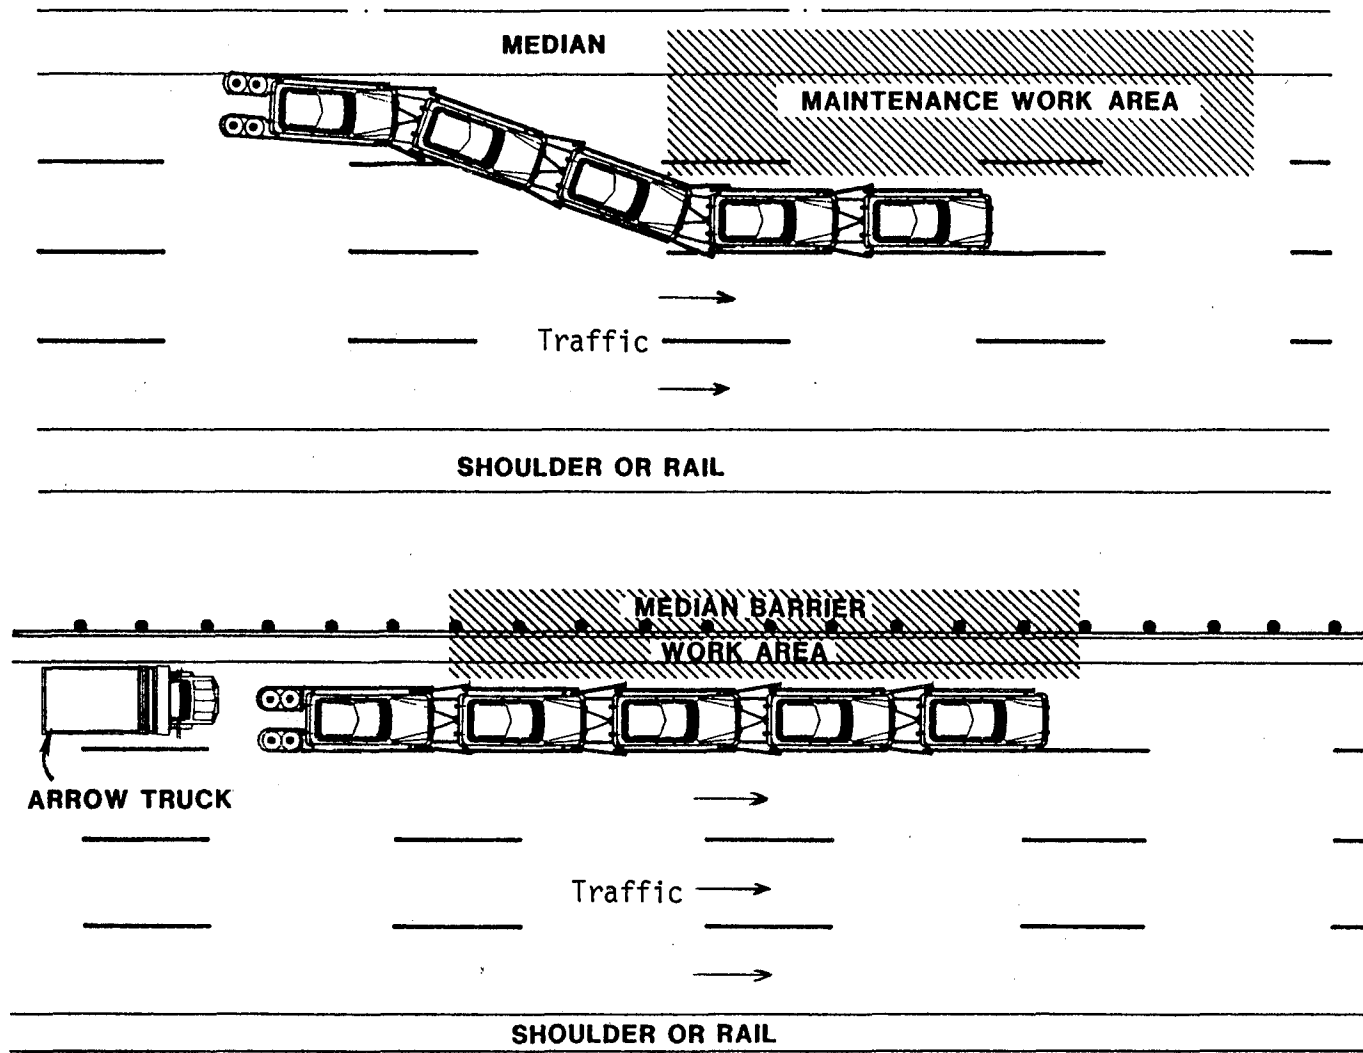 MEDIAN
MAINTENANCE WORK AREA
Traffic
SHOULDER OR RAIL
MEDIAN BARRIER
WORK AREA
ARROW TRUCK
Traffic
SHOULDER OR RAIL